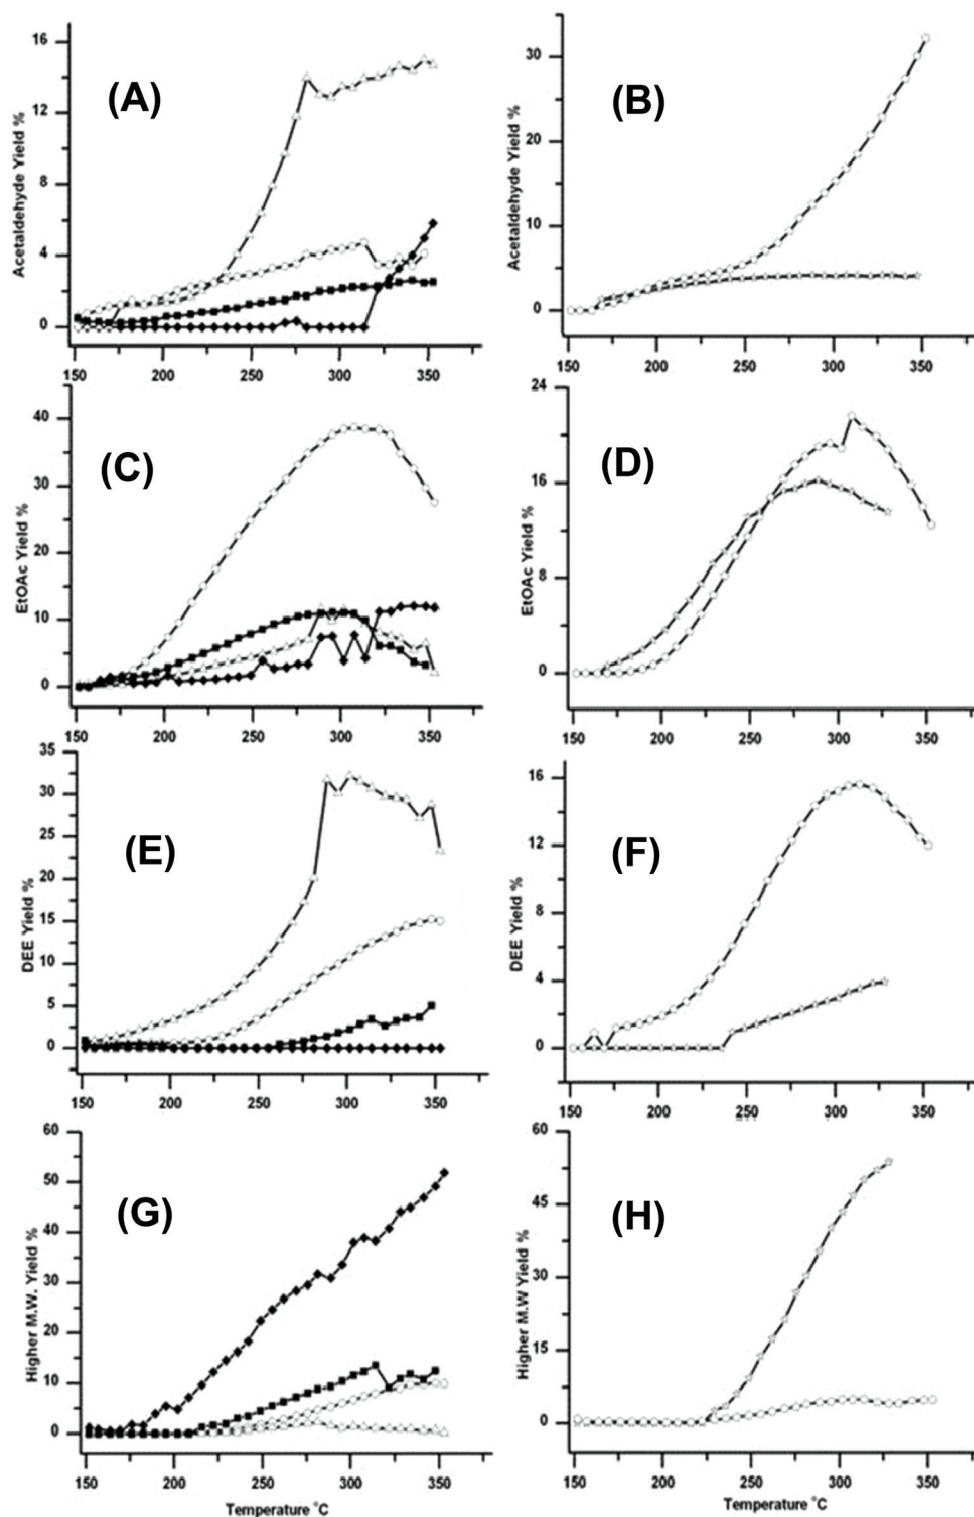 (A)
Acetaldehyde Yield %
16
12
8
4
0
150 200 250 300 350
(B)
Acetaldehyde Yield %
30
20
10
0
150 200 250 300 350
(C)
EtOAc Yield %
40
30
20
10
0
150 200 250 300 350
(D)
EtOAc Yield %
24
16
8
0
150 200 250 300 350
(E)
DEE Yield %
35
30
25
20
15
10
5
0
150 200 250 300 350
(F)
DEE Yield %
16
12
8
4
0
150 200 250 300 350
(G)
Higher M.W. Yield %
60
50
40
30
20
10
0
150 200 250 300 350
Temperature °C
(H)
Higher M.W Yield %
60
45
30
15
0
150 200 250 300 350
Temperature °C